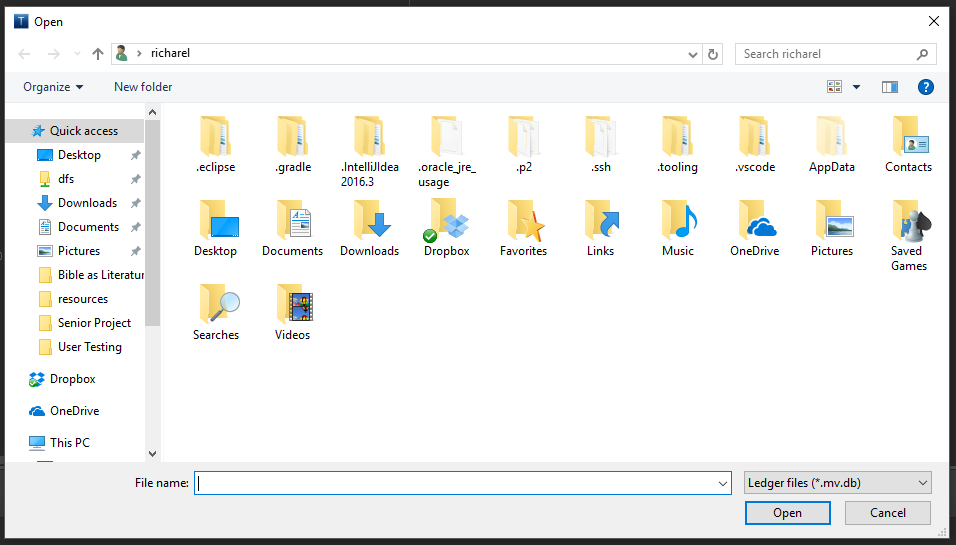 T Open
richarel
Search richarel
Organize
New folder
?
Quick access
Desktop
dfs
Downloads
Documents
Pictures
Bible as Literatur
resources
Senior Project
User Testing
Dropbox
OneDrive
This PC
.eclipse
.gradle
.IntelliJIdea
2016.3
.oracle_jre_
usage
.p2
.ssh
.tooling
.vscode
AppData
Contacts
Desktop
Documents
Downloads
Dropbox
Favorites
Links
Music
OneDrive
Pictures
Saved
Games
Searches
Videos
File name:
Ledger files (*.mv.db)
Open
Cancel